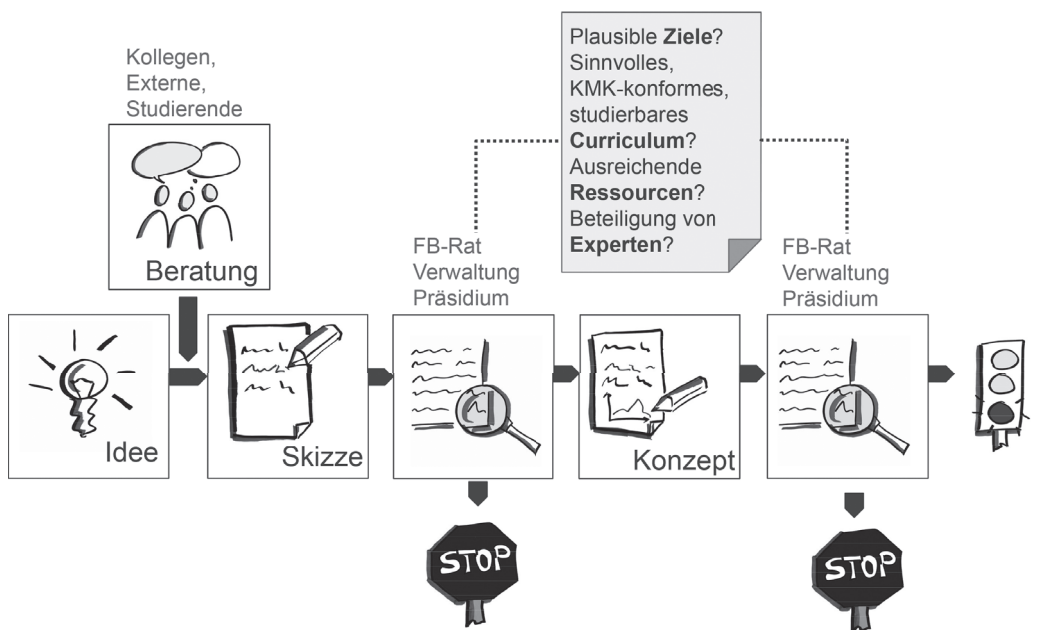 Kollegen,
Externe,
Studierende
Beratung
Plausible Ziele?
Sinnvolles,
KMK-konformes,
studierbares
Curriculum?
Ausreichende
Ressourcen?
Beteiligung von
Experten?
FB-Rat
Verwaltung
Präsidium
FB-Rat
Verwaltung
Präsidium
Idee
Skizze
Konzept
STOP
STOP